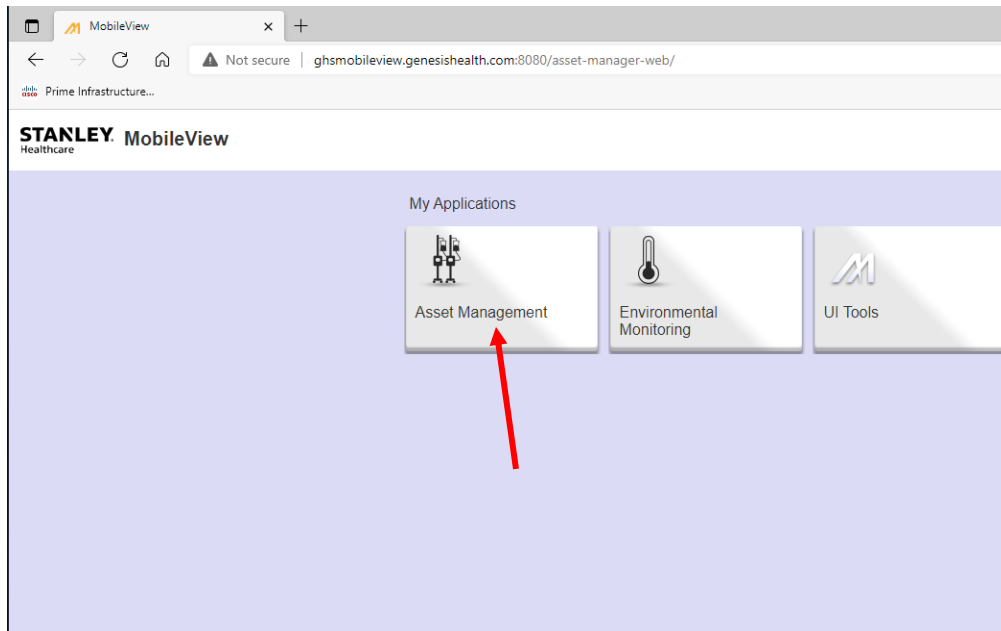 MobileView
Not secure | ghsmobileview.genesishealth.com:8080/asset-manager-web/
cisco Prime Infrastructure...
STANLEY. MobileView
Healthcare
My Applications
Asset Management
Environmental
Monitoring
UI Tools